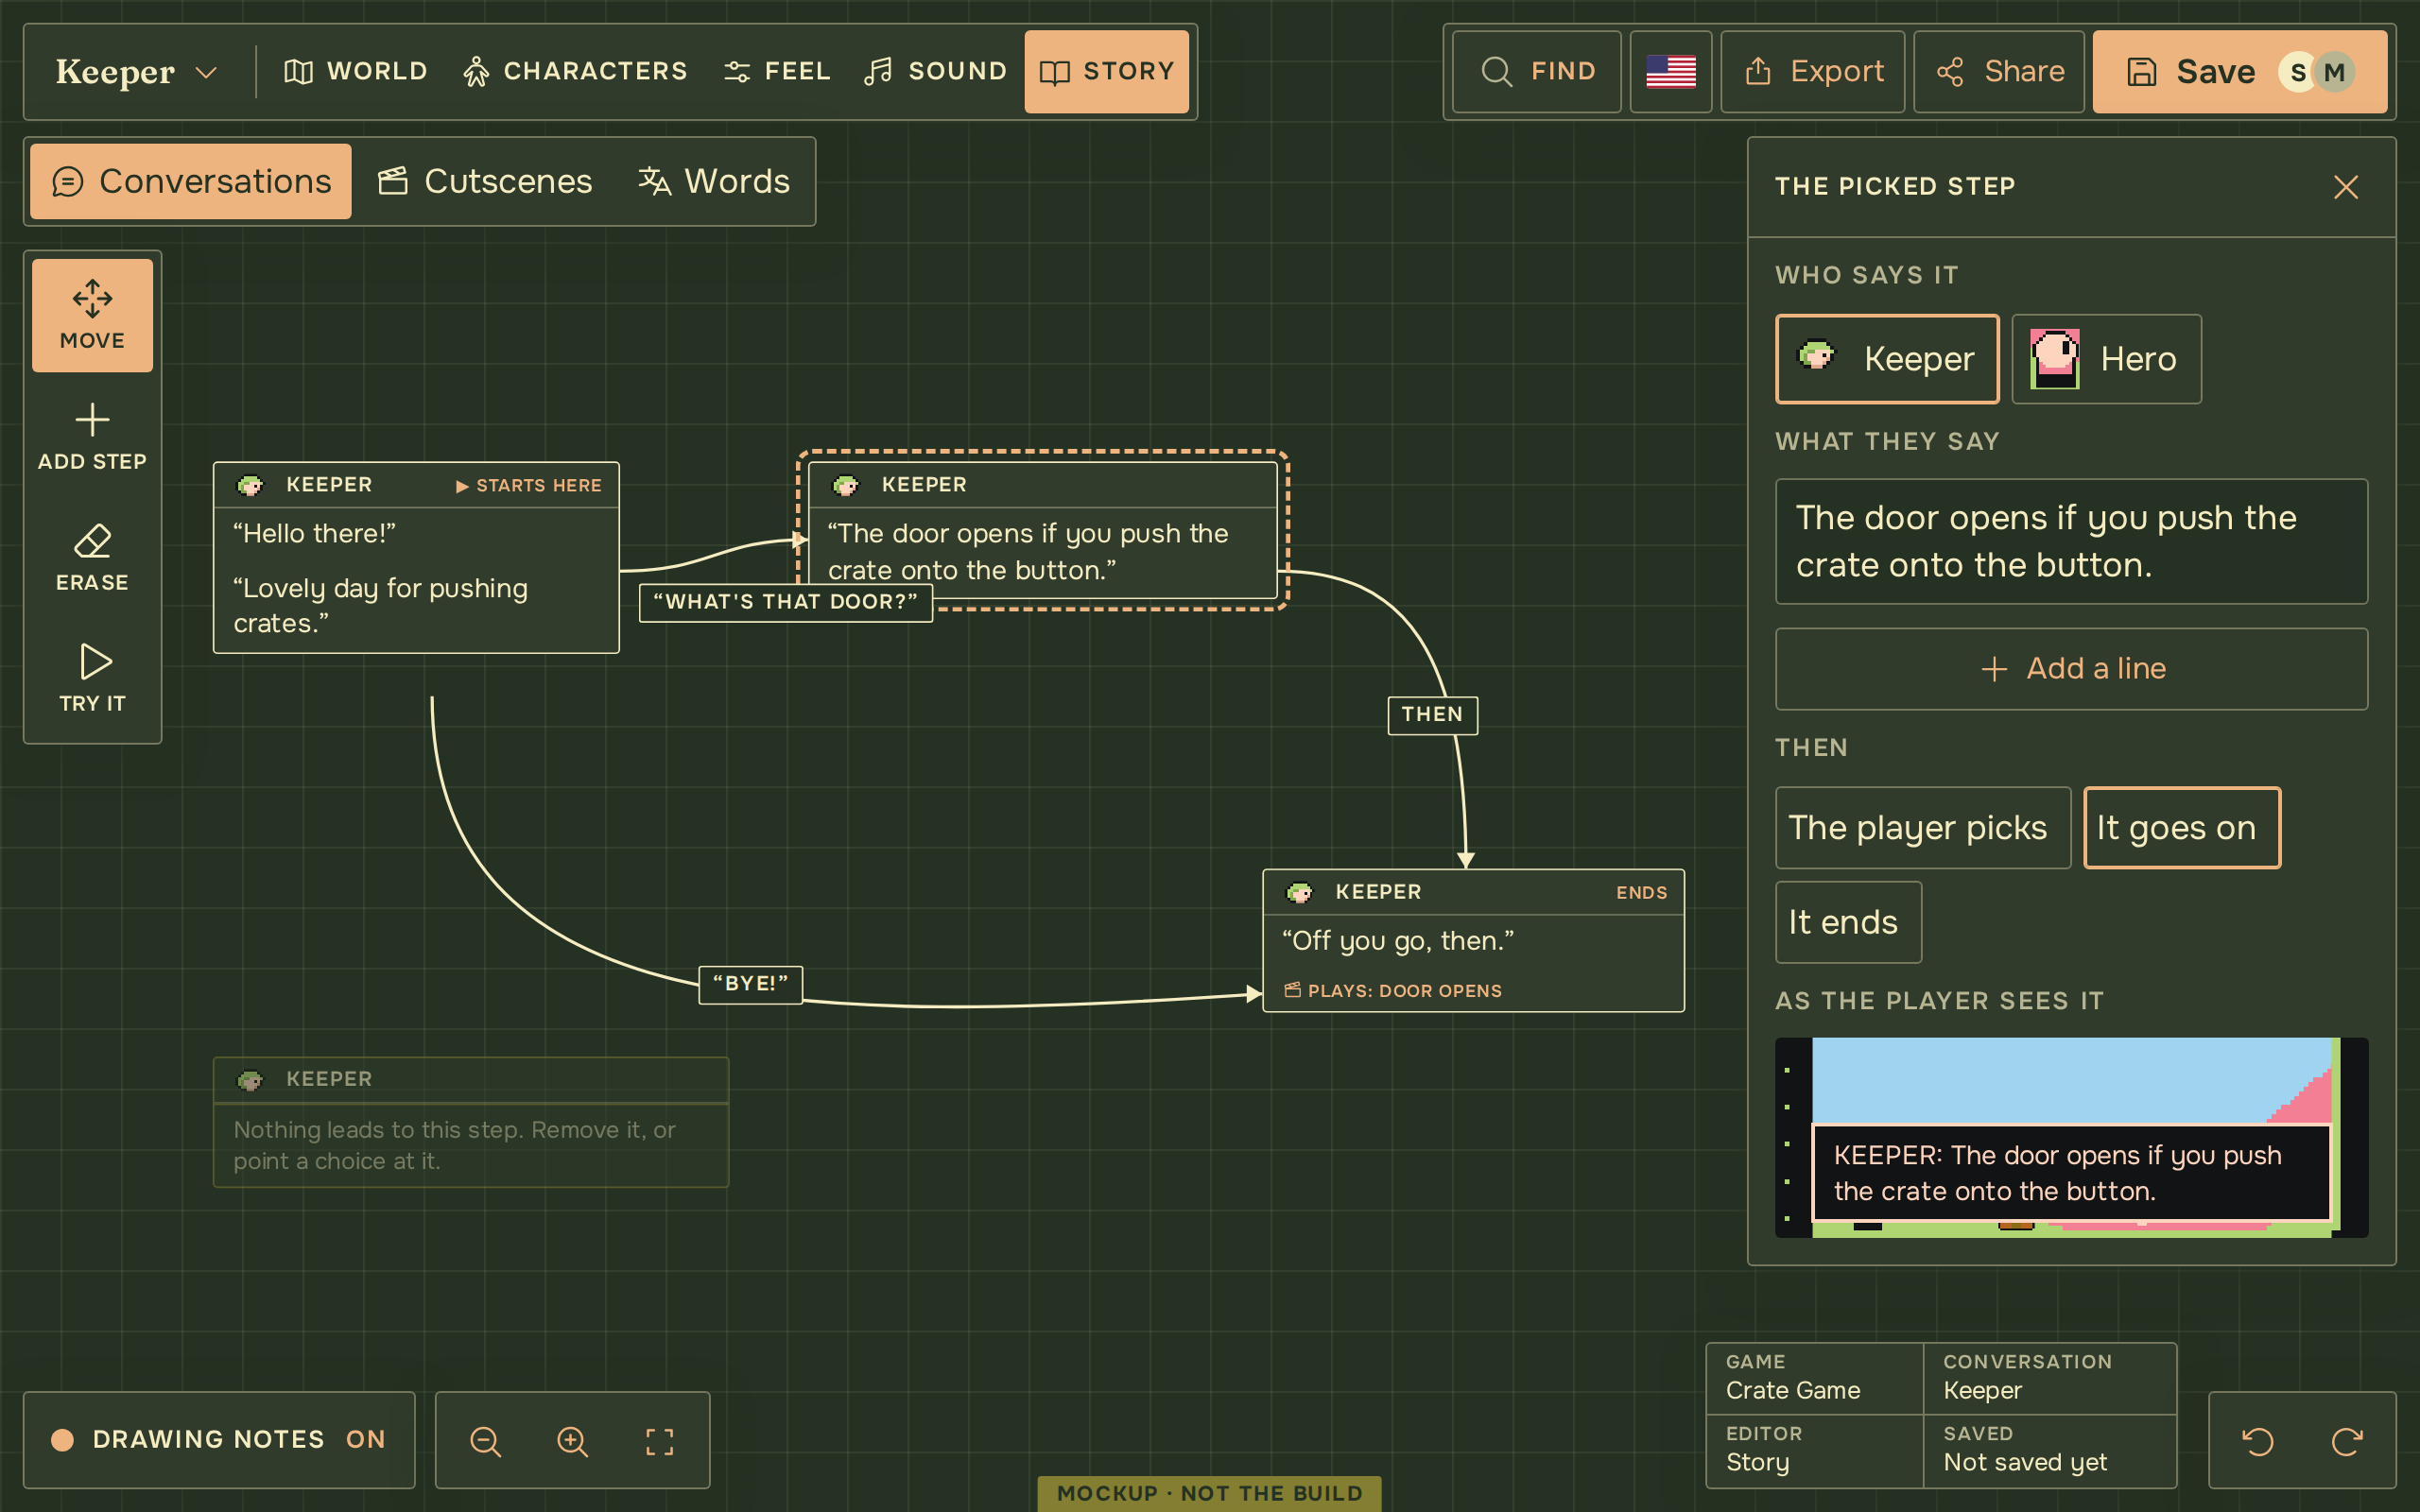 Keeper
WORLD
CHARACTERS
FEEL
SOUND
STORY
FIND
Export
Share
Save
S
M
Conversations
Cutscenes
Words
MOVE
ADD STEP
ERASE
TRY IT
KEEPER
▶ STARTS HERE
“Hello there!”
“Lovely day for pushing
crates.”
KEEPER
“The door opens if you push the
crate onto the button.”
“WHAT'S THAT DOOR?”
THEN
“BYE!”
KEEPER
ENDS
“Off you go, then.”
PLAYS: DOOR OPENS
KEEPER
Nothing leads to this step. Remove it, or
point a choice at it.
THE PICKED STEP
WHO SAYS IT
Keeper
Hero
WHAT THEY SAY
The door opens if you push the
crate onto the button.
Add a line
THEN
The player picks
It goes on
It ends
AS THE PLAYER SEES IT
KEEPER: The door opens if you push
the crate onto the button.
DRAWING NOTES ON
GAME
Crate Game
CONVERSATION
Keeper
EDITOR
Story
SAVED
Not saved yet
MOCKUP · NOT THE BUILD